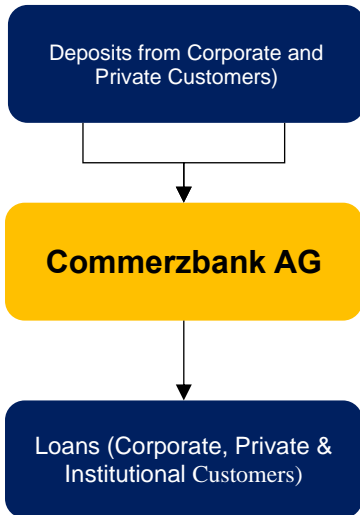 Deposits from Corporate and
Private Customers)
Commerzbank AG
Loans (Corporate, Private &
Institutional Customers)